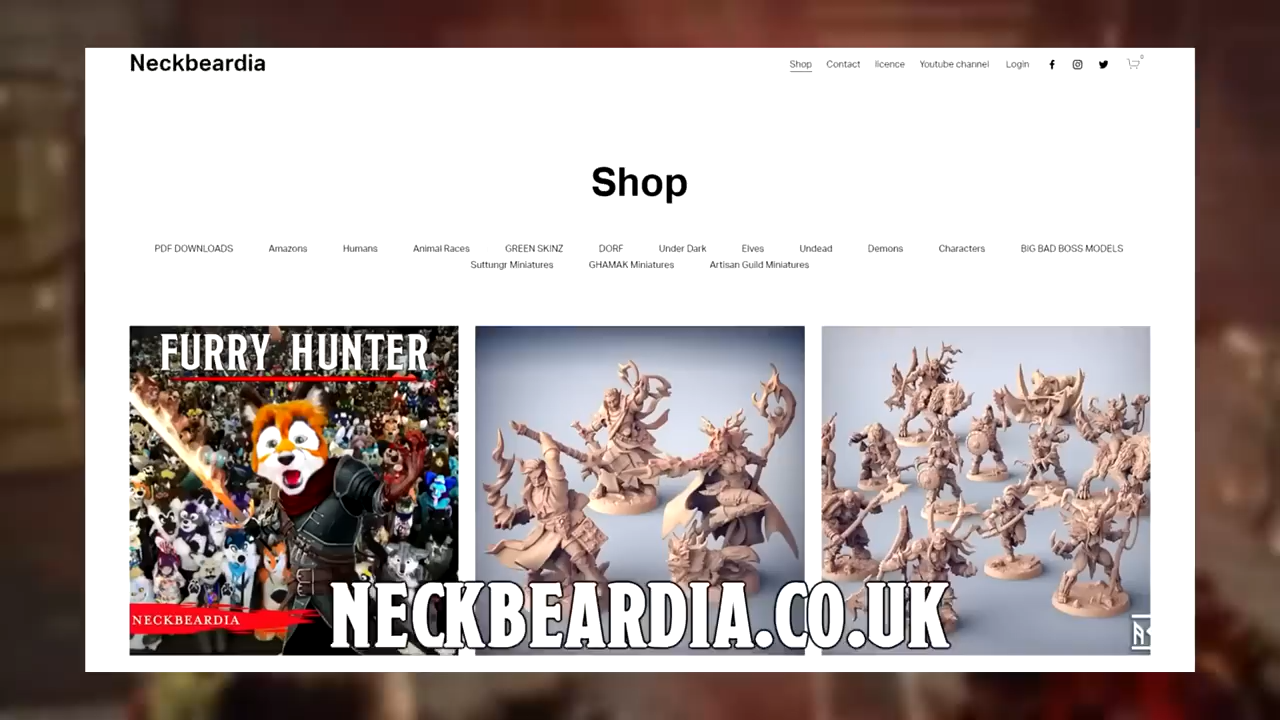 Neckbeardia
Shop Contact licence Youtube channel Login 0
Shop
PDF DOWNLOADS Amazons Humans Animal Races GREEN SKINZ DORF Under Dark Elves Undead Demons Characters BIG BAD BOSS MODELS
Suttungr Miniatures GHAMAK Miniatures Artisan Guild Miniatures
FURRY HUNTER
NECKBEARDIA
NECKBEARDIA.CO.UK